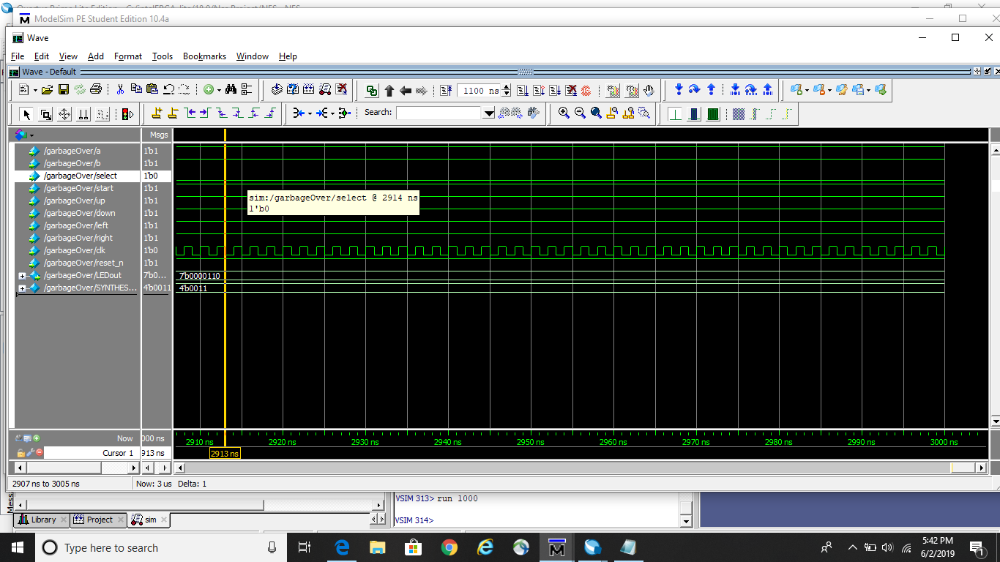 ModelSim PE Student Edition 10.4a
Wave
File Edit View Add Format Tools Bookmarks Window Help
Wave - Default
1100 ns
Search:
Msgs
/garbageOver/a 1'b1
/garbageOver/b 1'b1
/garbageOver/select 1'b0
/garbageOver/start 1'b1
/garbageOver/up 1'b1
/garbageOver/down 1'b1
/garbageOver/left 1'b1
/garbageOver/right 1'b1
/garbageOver/clk 1'b0
/garbageOver/reset_n 1'b1
/garbageOver/LEDout 7'b0... 7'b0000110
/garbageOver/SYNTHES... 4'b0011 4'b0011
sim:/garbageOver/select @ 2914 ns
1'b0
Now 000 ns 2910 ns 2920 ns 2930 ns 2940 ns 2950 ns 2960 ns 2970 ns 2980 ns 2990 ns 3000 ns
Cursor 1 913 ns 2913 ns
2907 ns to 3005 ns Now: 3 us Delta: 1
VSIM 313> run 1000
VSIM 314>
Library Project sim
Type here to search
5:42 PM
6/2/2019
1